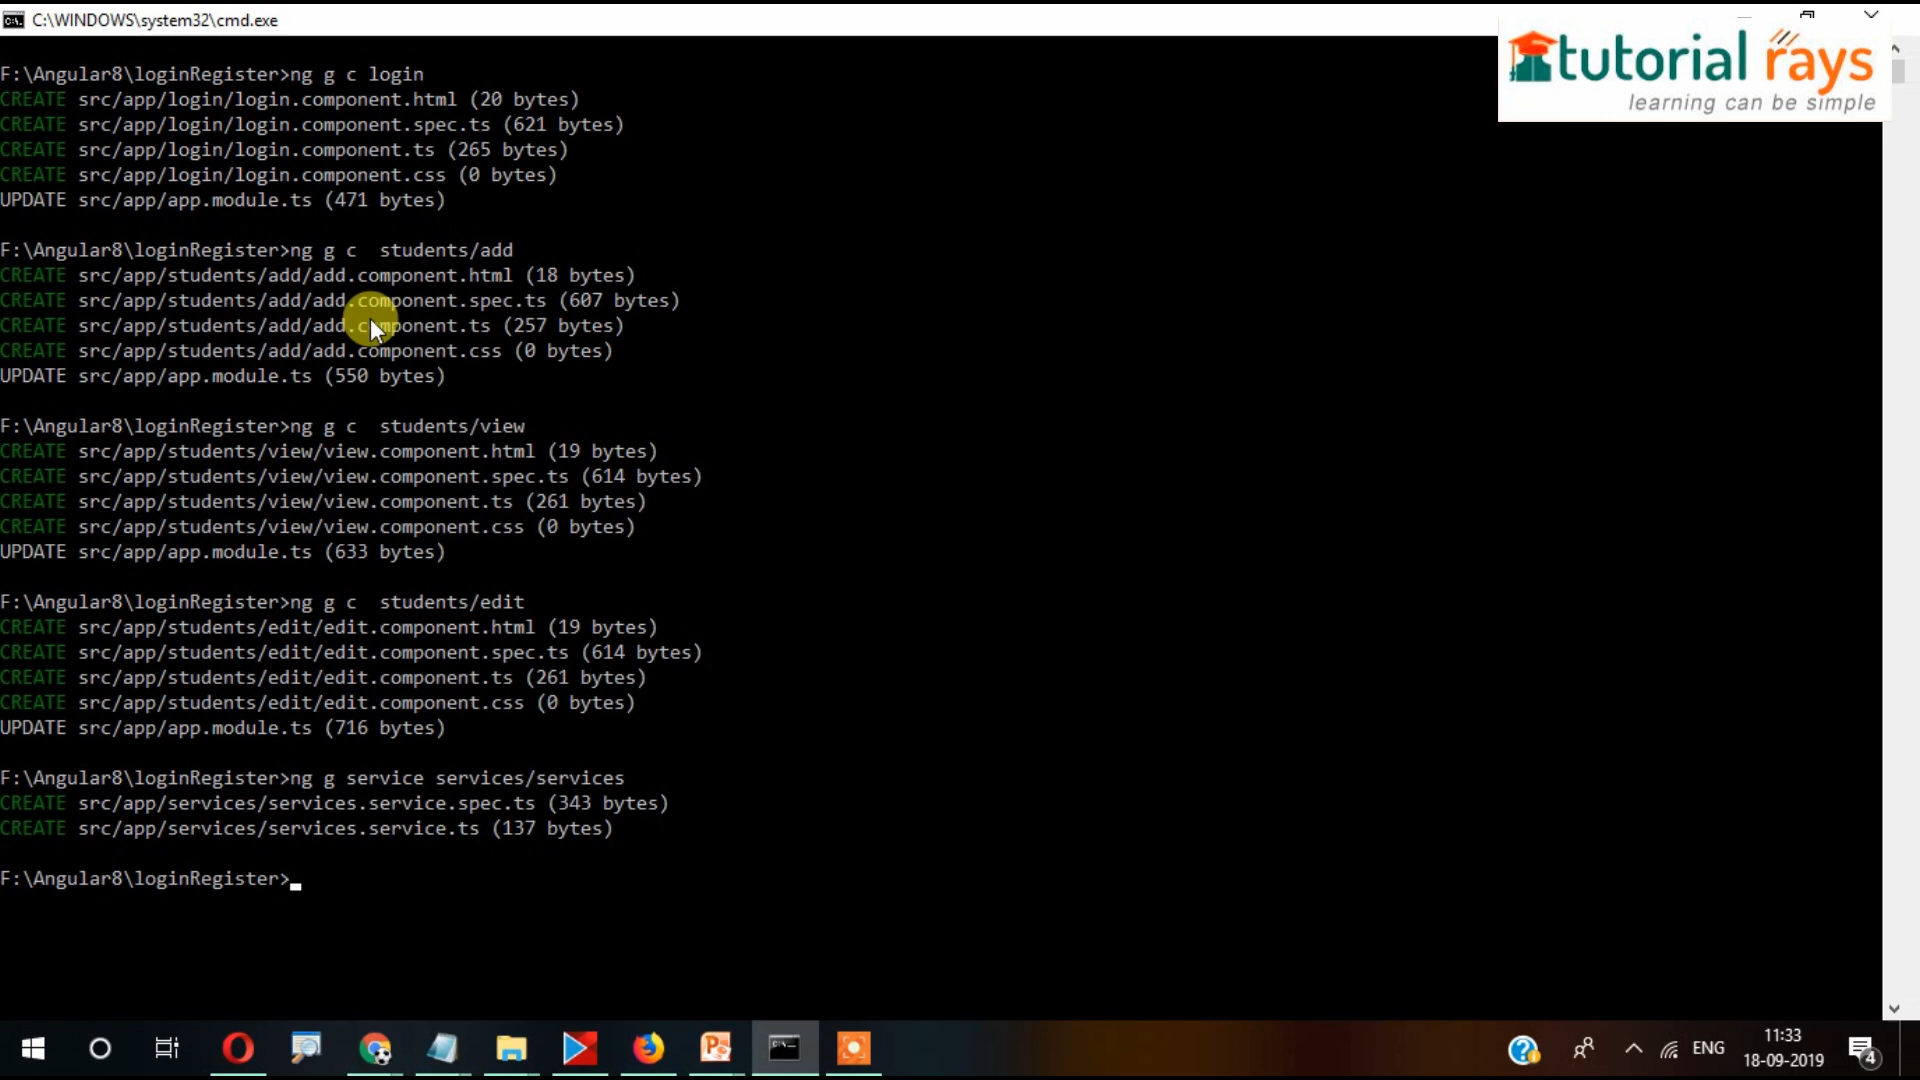 C:\WINDOWS\system32\cmd.exe
tutorial rays
learning can be simple
F:\Angular8\loginRegister>ng g c login
CREATE src/app/login/login.component.html (20 bytes)
CREATE src/app/login/login.component.spec.ts (621 bytes)
CREATE src/app/login/login.component.ts (265 bytes)
CREATE src/app/login/login.component.css (0 bytes)
UPDATE src/app/app.module.ts (471 bytes)
F:\Angular8\loginRegister>ng g c  students/add
CREATE src/app/students/add/add.component.html (18 bytes)
CREATE src/app/students/add/add.component.spec.ts (607 bytes)
CREATE src/app/students/add/add.component.ts (257 bytes)
CREATE src/app/students/add/add.component.css (0 bytes)
UPDATE src/app/app.module.ts (550 bytes)
F:\Angular8\loginRegister>ng g c  students/view
CREATE src/app/students/view/view.component.html (19 bytes)
CREATE src/app/students/view/view.component.spec.ts (614 bytes)
CREATE src/app/students/view/view.component.ts (261 bytes)
CREATE src/app/students/view/view.component.css (0 bytes)
UPDATE src/app/app.module.ts (633 bytes)
F:\Angular8\loginRegister>ng g c  students/edit
CREATE src/app/students/edit/edit.component.html (19 bytes)
CREATE src/app/students/edit/edit.component.spec.ts (614 bytes)
CREATE src/app/students/edit/edit.component.ts (261 bytes)
CREATE src/app/students/edit/edit.component.css (0 bytes)
UPDATE src/app/app.module.ts (716 bytes)
F:\Angular8\loginRegister>ng g service services/services
CREATE src/app/services/services.service.spec.ts (343 bytes)
CREATE src/app/services/services.service.ts (137 bytes)
F:\Angular8\loginRegister>
ENG
11:33
18-09-2019
4